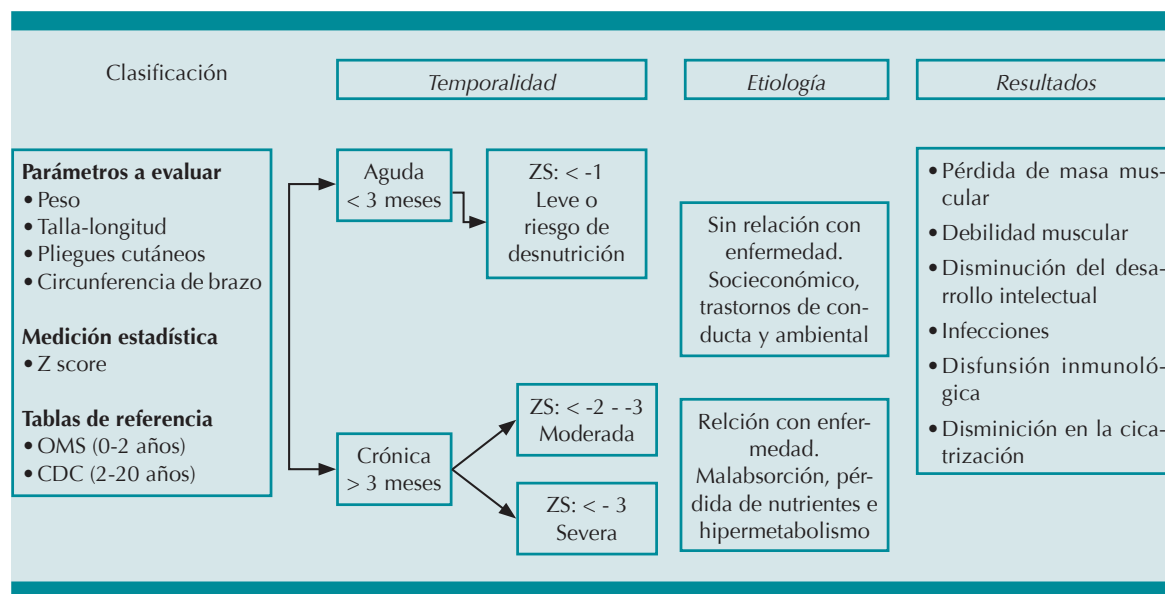 Clasificación
Temporalidad
Etiología
Resultados
Parámetros a evaluar
• Peso
• Talla-longitud
• Pliegues cutáneos
• Circunferencia de brazo
Medición estadística
• Z score
Tablas de referencia
• OMS (0-2 años)
• CDC (2-20 años)
Aguda
< 3 meses
ZS: < -1
Leve o
riesgo de
desnutrición
Crónica
> 3 meses
ZS: < -2 - -3
Moderada
ZS: < - 3
Severa
Sin relación con
enfermedad.
Socieconómico,
trastornos de con-
ducta y ambiental
Relción con enfer-
medad.
Malabsorción, pér-
dida de nutrientes e
hipermetabolismo
• Pérdida de masa mus-
cular
• Debilidad muscular
• Disminución del desa-
rrollo intelectual
• Infecciones
• Disfunsión inmunoló-
gica
• Disminición en la cica-
trización